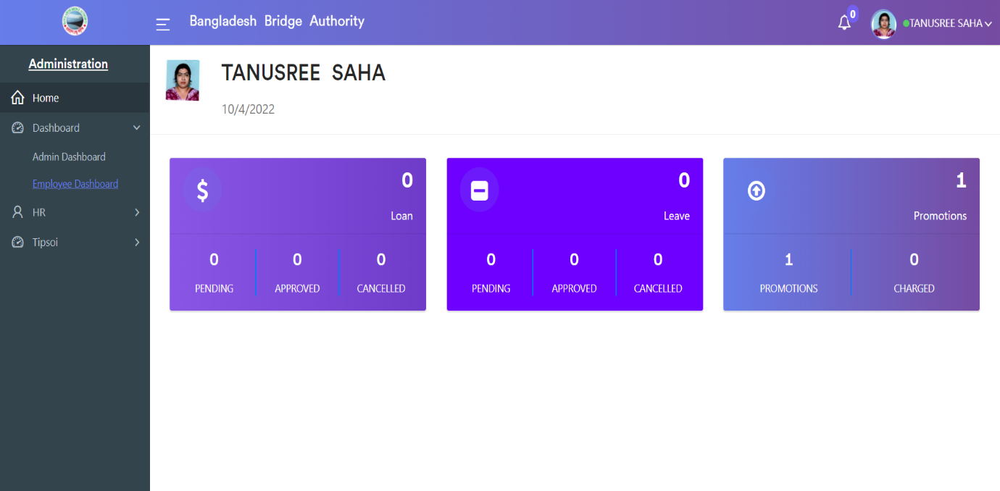 Bangladesh Bridge Authority
0
TANUSREE SAHA
Administration
Home
Dashboard
Admin Dashboard
Employee Dashboard
HR
Tipsoi
TANUSREE SAHA
10/4/2022
$
0
Loan
0 0 0
PENDING APPROVED CANCELLED
0
Leave
0 0 0
PENDING APPROVED CANCELLED
1
Promotions
1 0
PROMOTIONS CHARGED